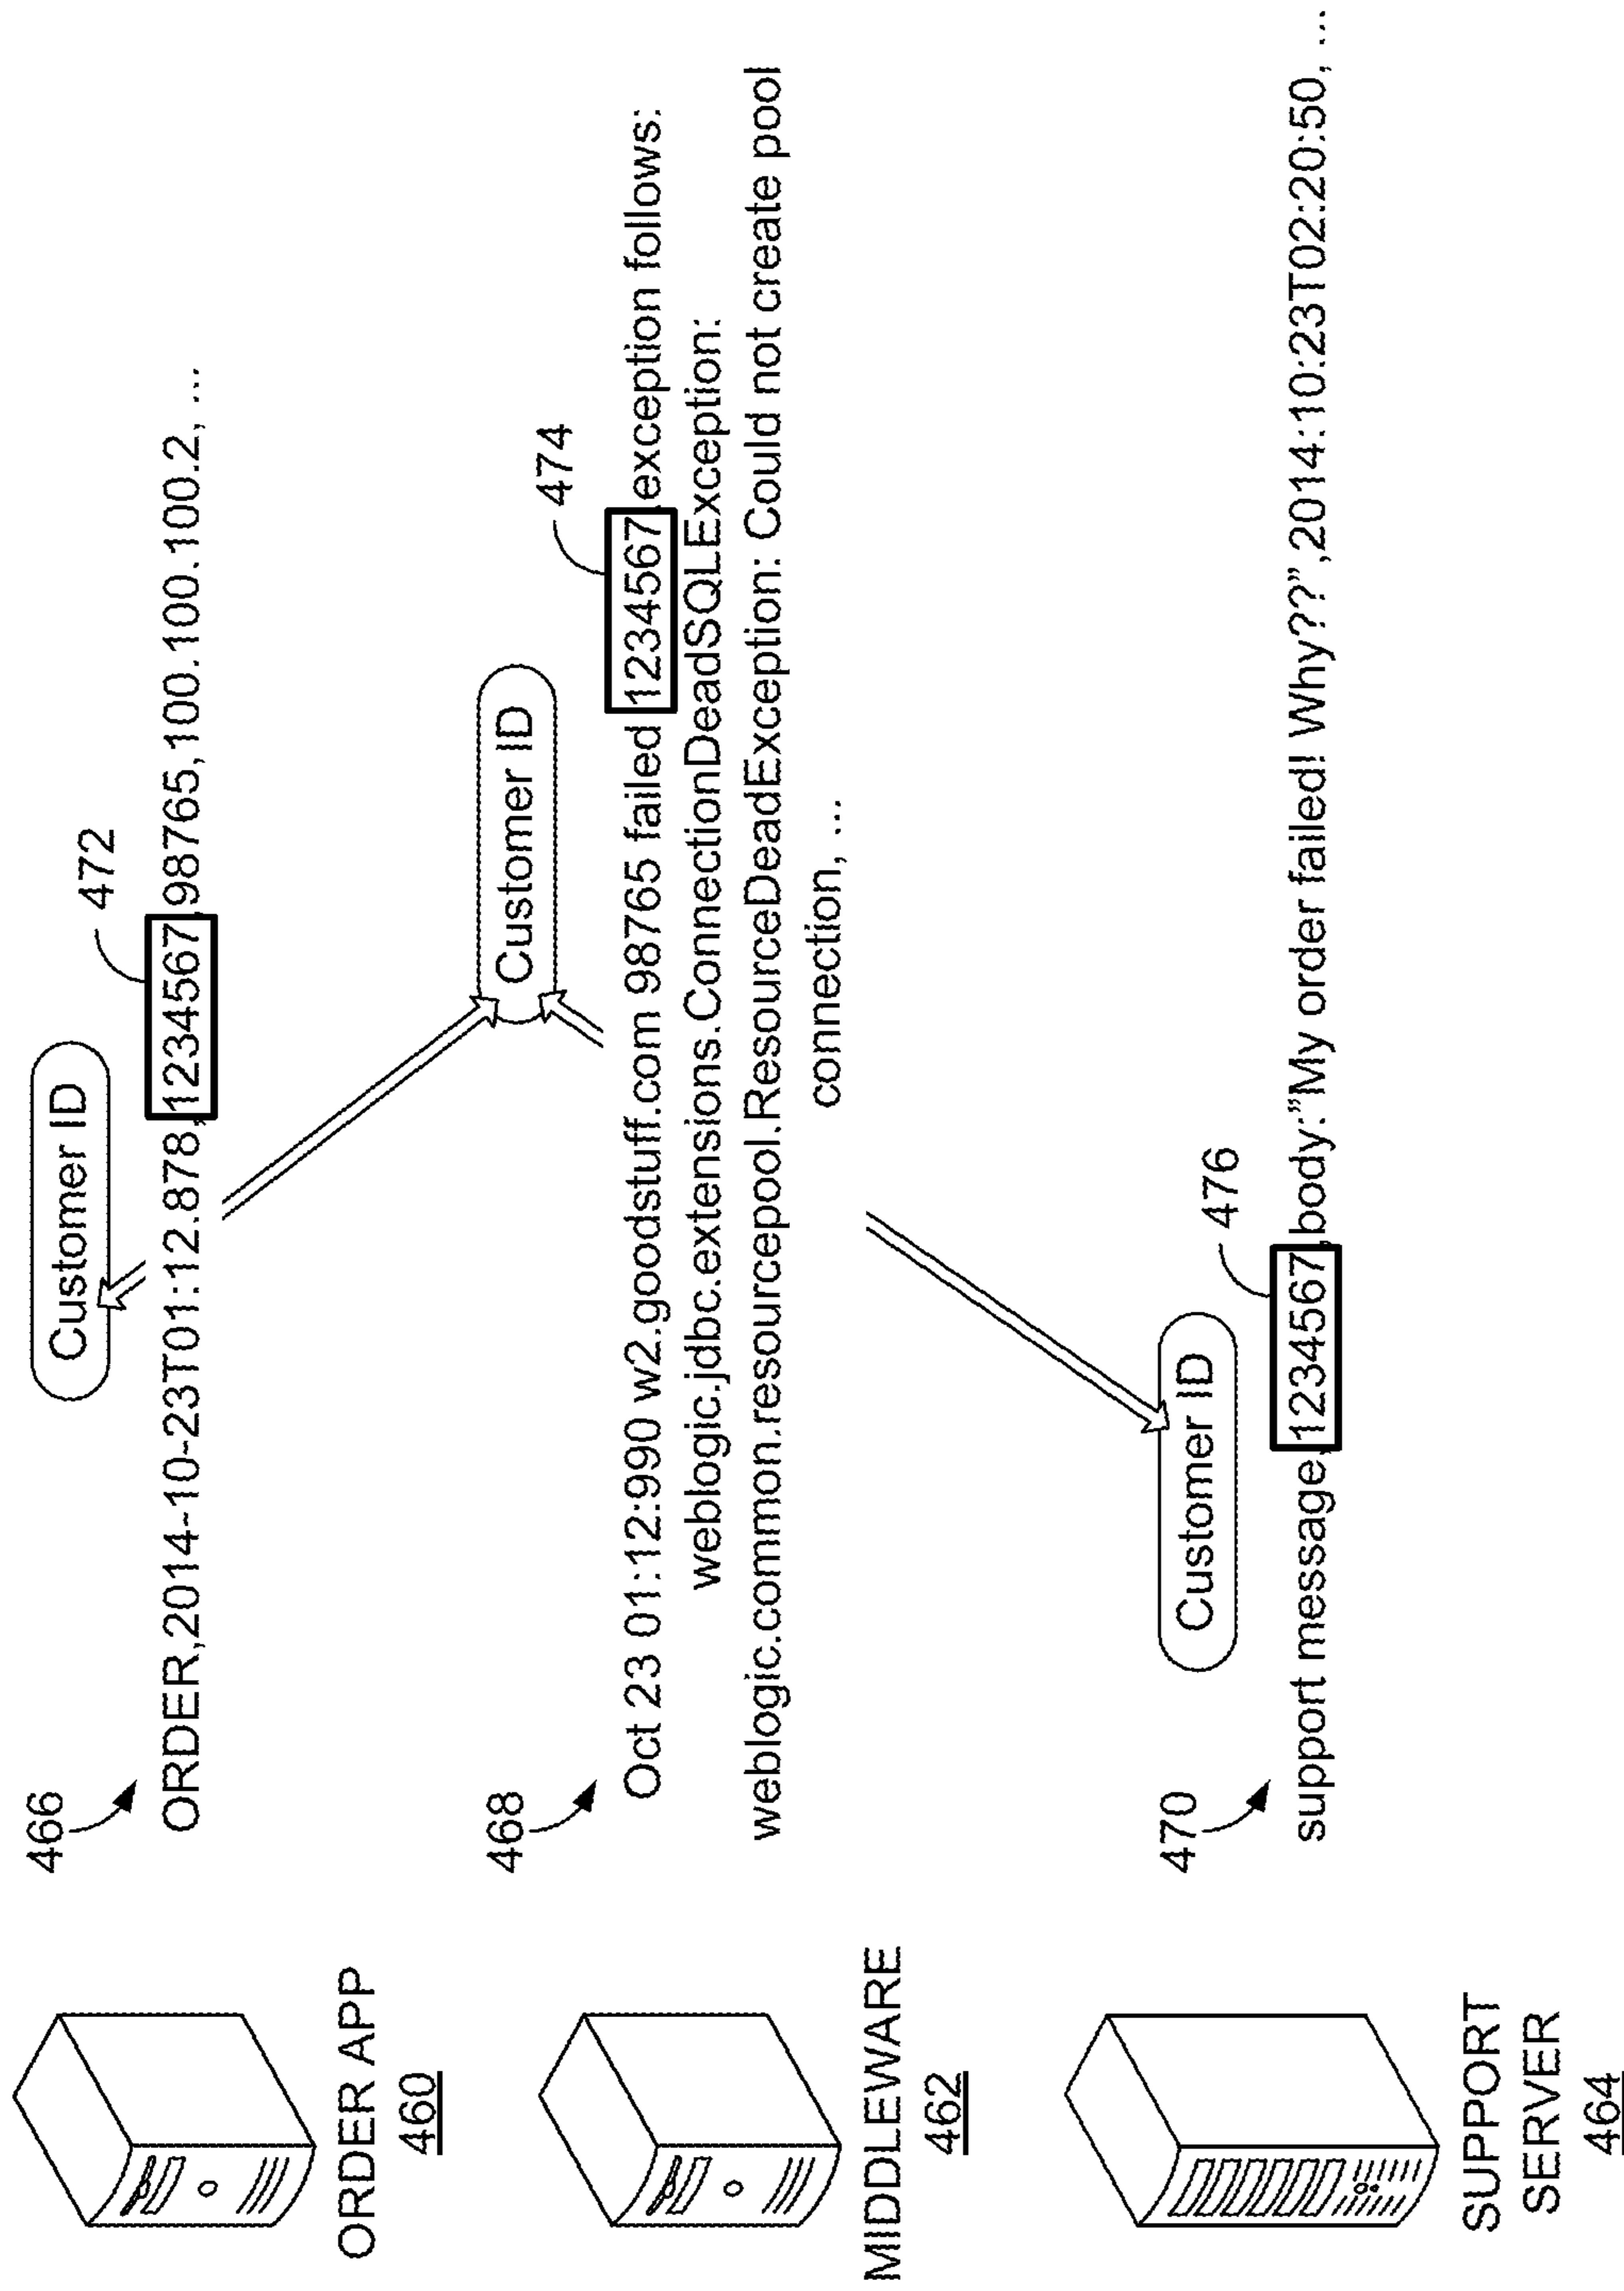 466
Customer ID
472
ORDER,2014-10-23T01:12.878,1234567,98765,100.100.100.2, ...
ORDER APP
460
468
Customer ID
474
Oct 23 01:12:990 w2.goodstuff.com 98765 failed 1234567 exception follows:
weblogic.jdbc.extensions.ConnectionDeadSQLException:
weblogic.common.resourcepool.ResourceDeadException: Could not create pool
connection, ...
MIDDLEWARE
462
470
Customer ID
476
support message,1234567,body:”My order failed! Why??”,2014:10:23T02:20:50, ...
SUPPORT
SERVER
464